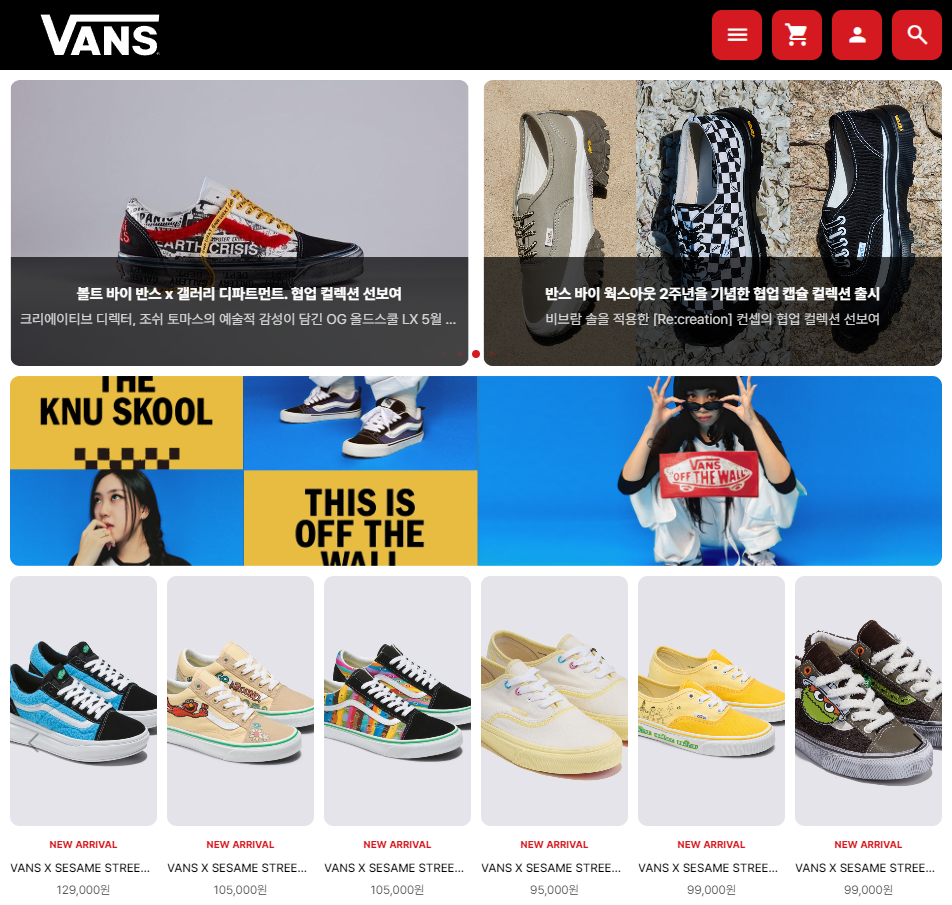 VANS
EARTH CRISIS
볼트 바이 반스 x 갤러리 디파트먼트. 협업 컬렉션 선보여
크리에이티브 디렉터, 조쉬 토마스의 예술적 감성이 담긴 OG 올드스쿨 LX 5월 ...
반스 바이 웍스아웃 2주년을 기념한 협업 캡슐 컬렉션 출시
비브람 솔을 적용한 [Re:creation] 컨셉의 협업 컬렉션 선보여
THE
KNU SKOOL
THIS IS
OFF THE
WALL
VANS
"OFF THE WALL"
NEW ARRIVAL
VANS X SESAME STREE...
129,000원
NEW ARRIVAL
VANS X SESAME STREE...
105,000원
NEW ARRIVAL
VANS X SESAME STREE...
105,000원
NEW ARRIVAL
VANS X SESAME STREE...
95,000원
NEW ARRIVAL
VANS X SESAME STREE...
99,000원
NEW ARRIVAL
VANS X SESAME STREE...
99,000원